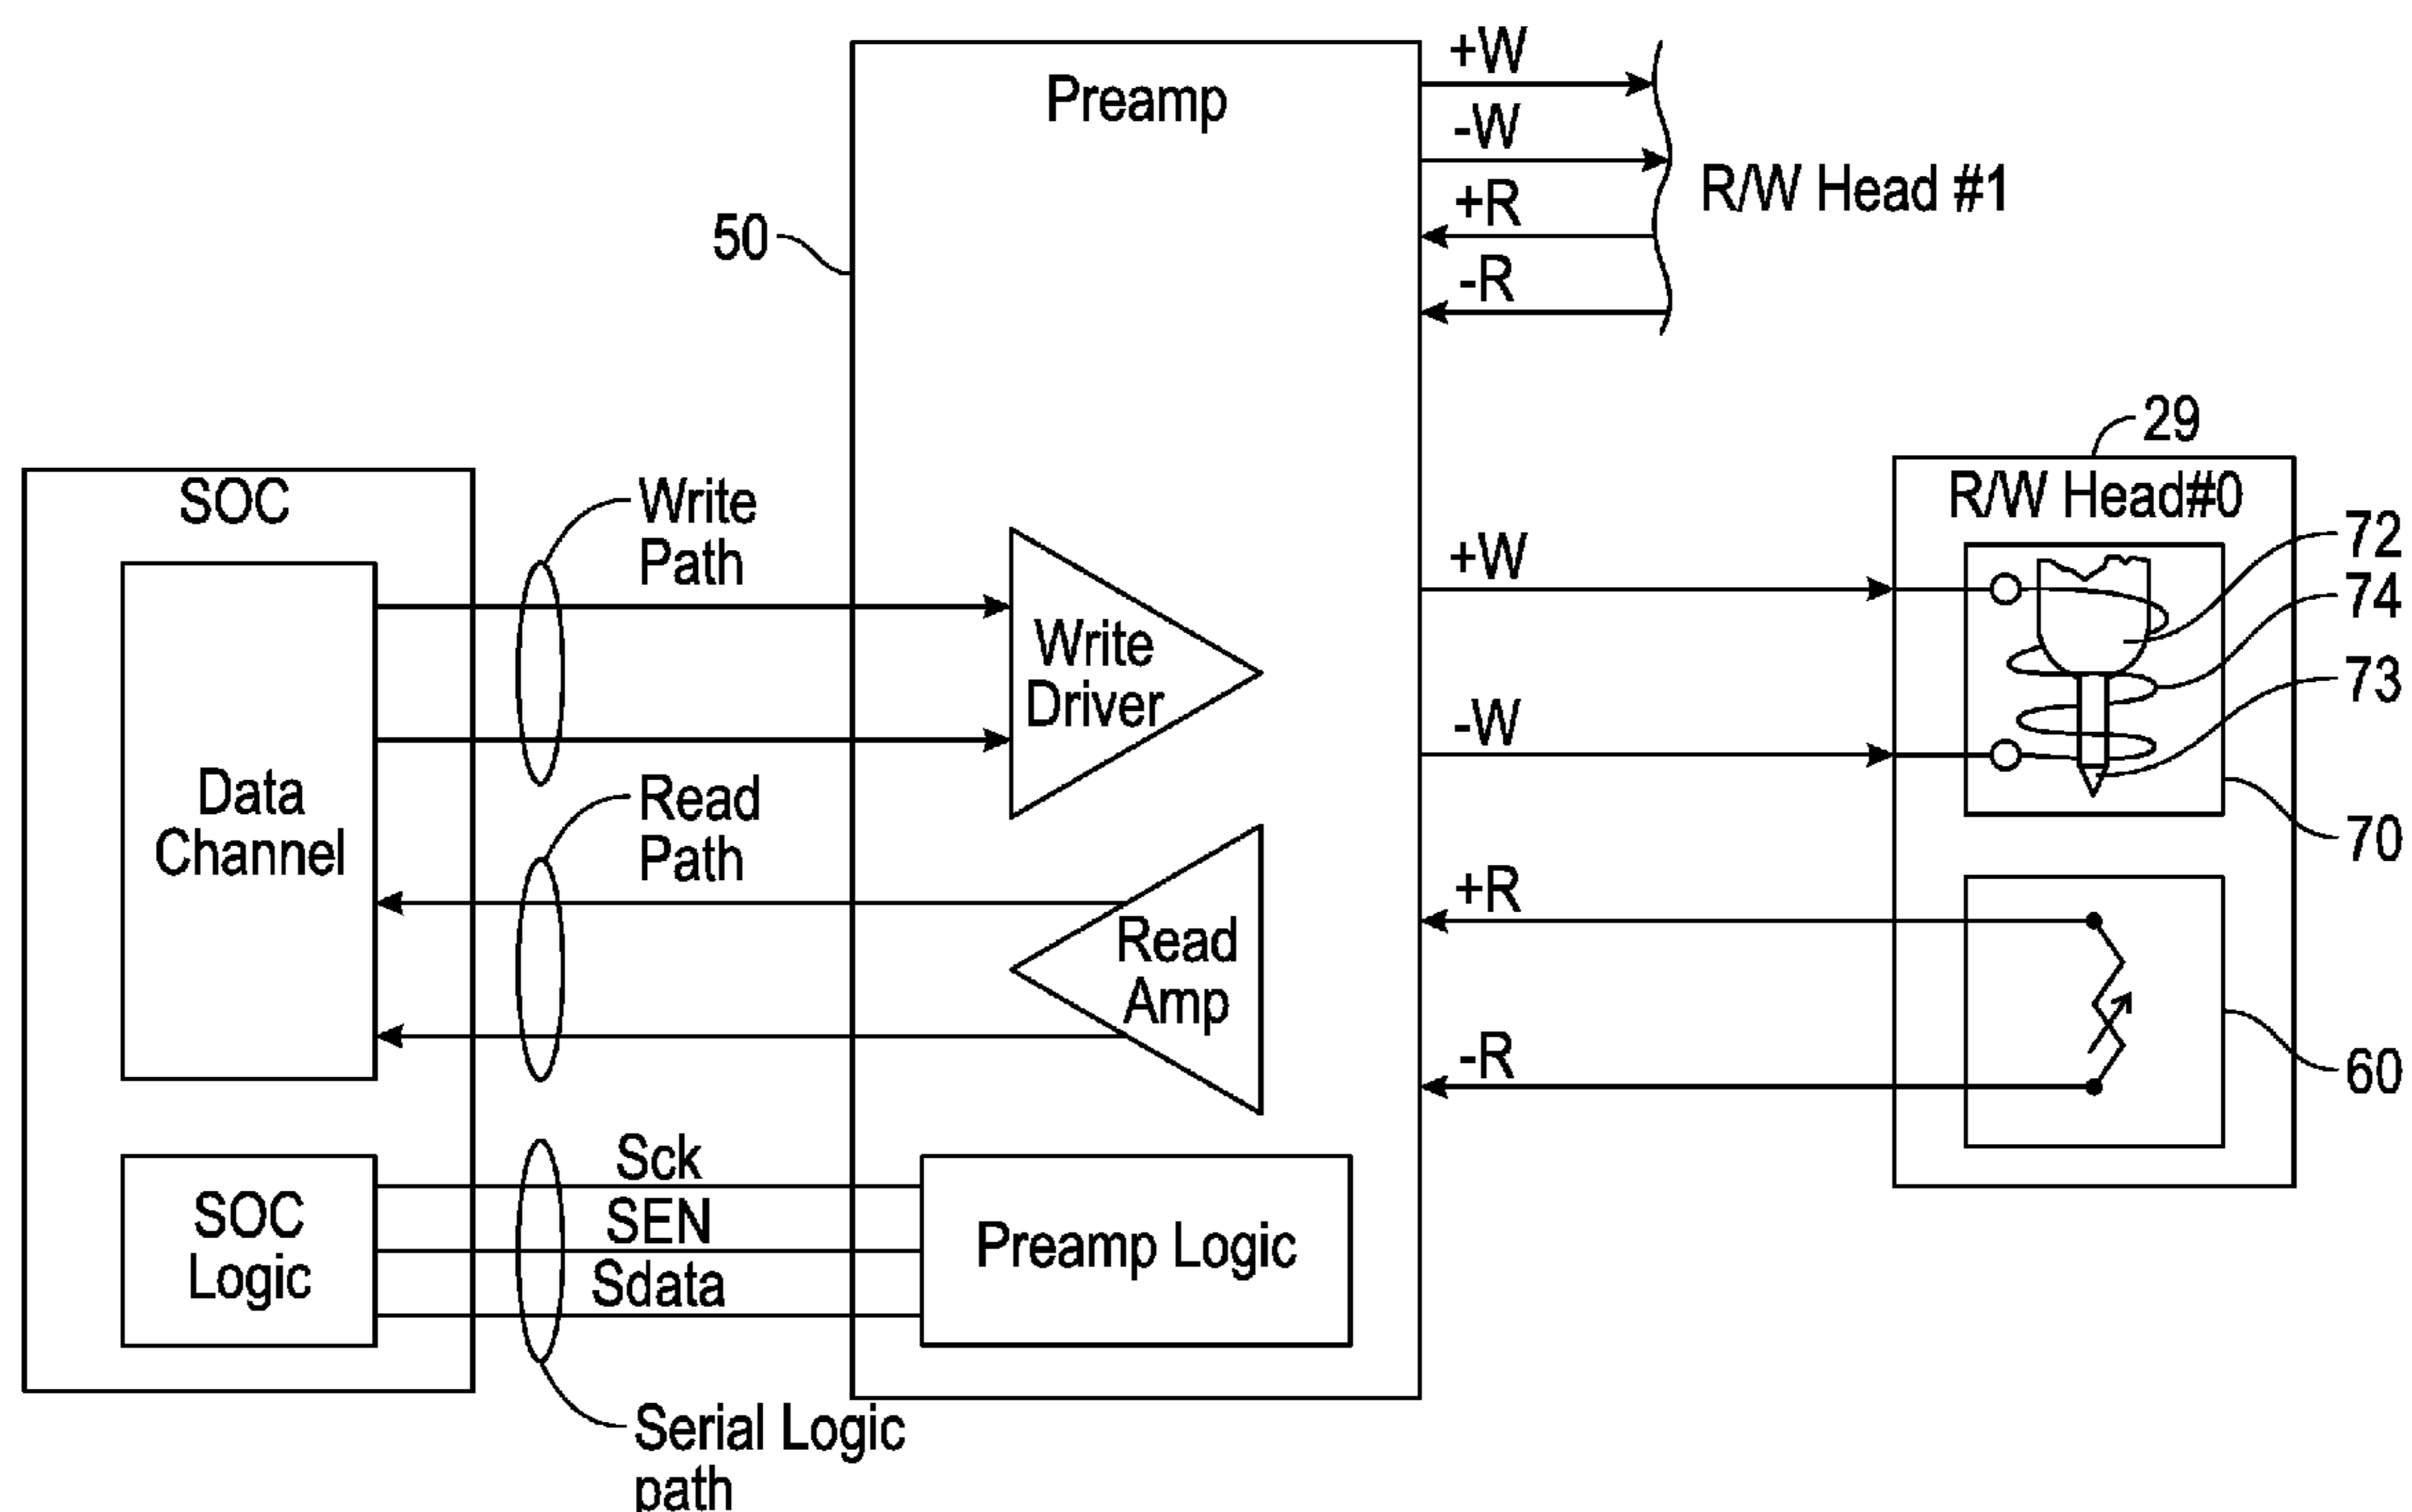 Preamp
50
+W
-W
+R
-R
R/W Head #1
SOC
Data
Channel
Write
Path
Read
Path
Write
Driver
Read
Amp
+W
-W
+R
-R
29
R/W Head#0
72
74
73
70
60
SOC
Logic
Sck
SEN
Sdata
Preamp Logic
Serial Logic
path